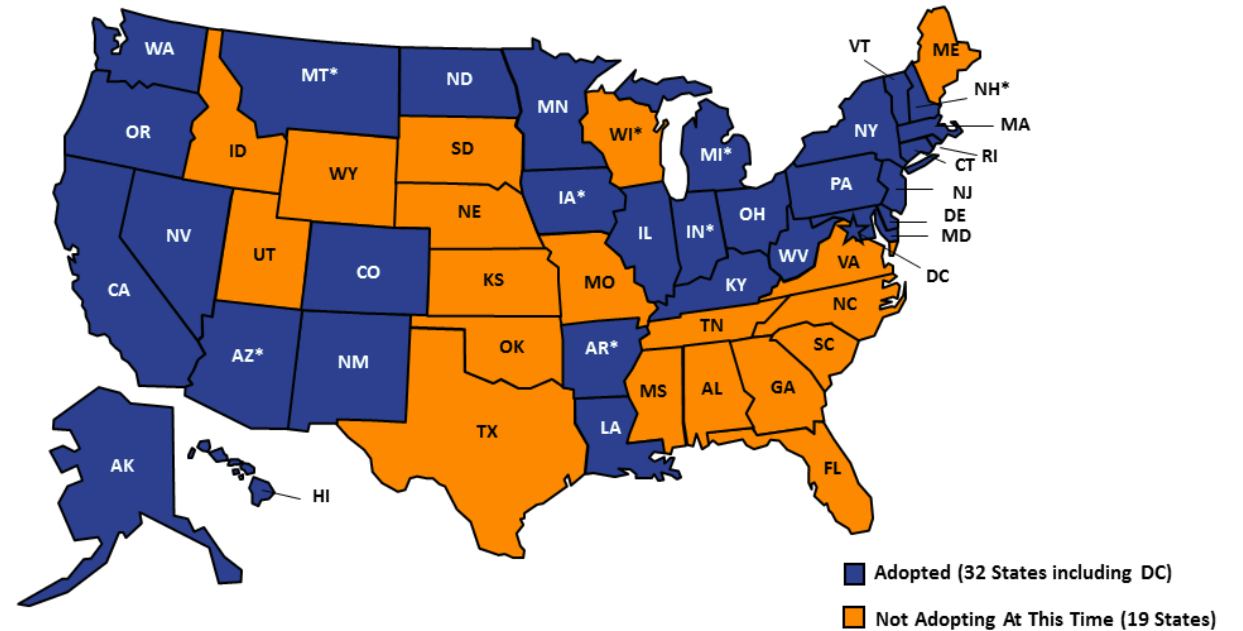 VT
ME
WA
MT*
ND
MN
NH*
OR
ID
SD
WI*
NY
MA
WY
MI*
RI
CT
NE
IA*
PA
NJ
NV
UT
CO
IL
IN*
OH
DE
MD
WV
CA
KS
MO
KY
VA
DC
NC
AZ*
NM
OK
AR*
TN
SC
MS
AL
GA
TX
LA
AK
HI
FL
Adopted (32 States including DC)
Not Adopting At This Time (19 States)